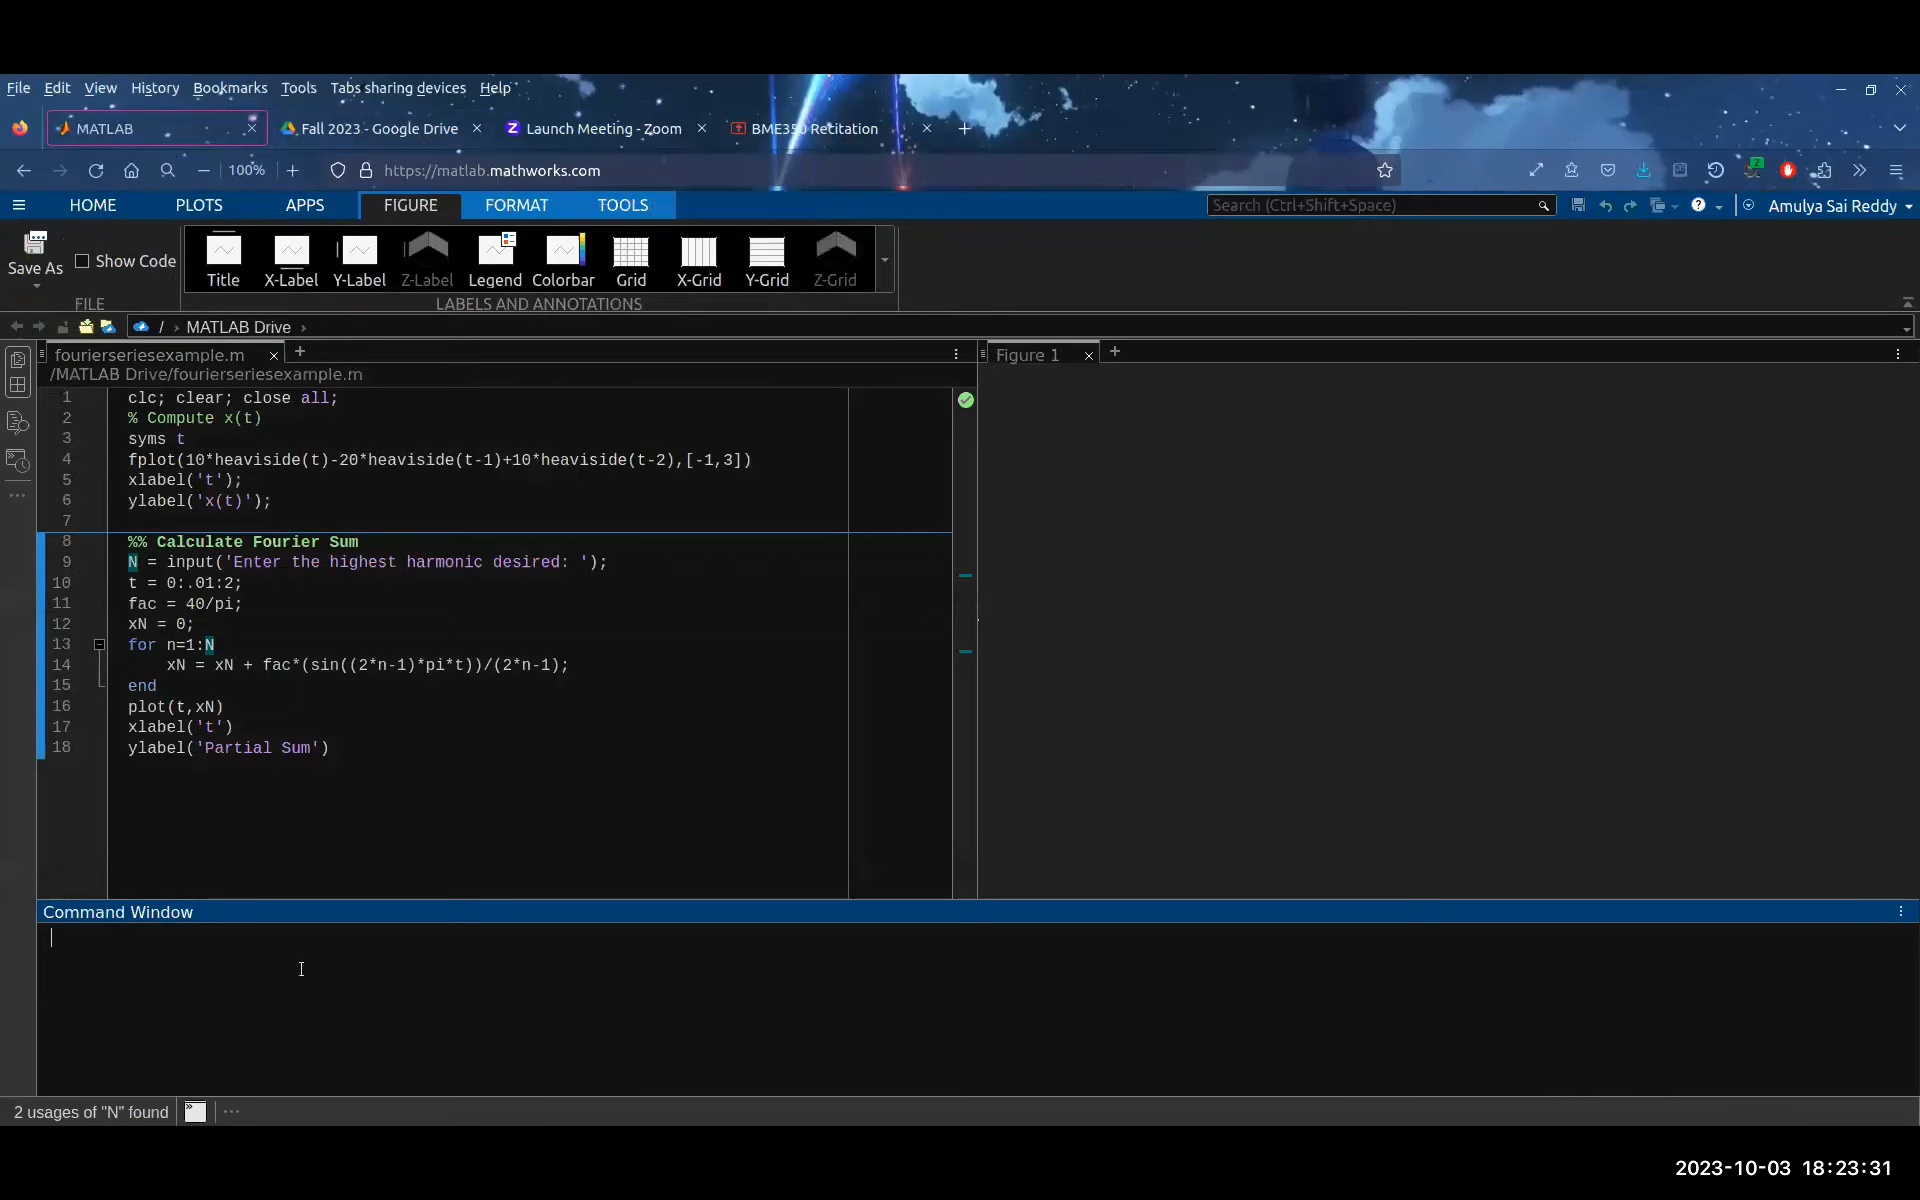 File Edit View History Bookmarks Tools Tabs sharing devices Help
MATLAB Fall 2023 - Google Drive Launch Meeting - Zoom BME350 Recitation
100% https://matlab.mathworks.com 2
HOME PLOTS APPS FIGURE FORMAT TOOLS Search (Ctrl+Shift+Space) Amulya Sai Reddy
Save As Show Code Title X-Label Y-Label Z-Label Legend Colorbar Grid X-Grid Y-Grid Z-Grid
FILE LABELS AND ANNOTATIONS
/ › MATLAB Drive ›
fourierseriesexample.m
/MATLAB Drive/fourierseriesexample.m
1 clc; clear; close all;
2 % Compute x(t)
3 syms t
4 fplot(10*heaviside(t)-20*heaviside(t-1)+10*heaviside(t-2),[-1,3])
5 xlabel('t');
6 ylabel('x(t)');
7
8 %% Calculate Fourier Sum
9 N = input('Enter the highest harmonic desired: ');
10 t = 0:.01:2;
11 fac = 40/pi;
12 xN = 0;
13 for n=1:N
14 xN = xN + fac*(sin((2*n-1)*pi*t))/(2*n-1);
15 end
16 plot(t,xN)
17 xlabel('t')
18 ylabel('Partial Sum')
Figure 1
Command Window
2 usages of "N" found
2023-10-03 18:23:31